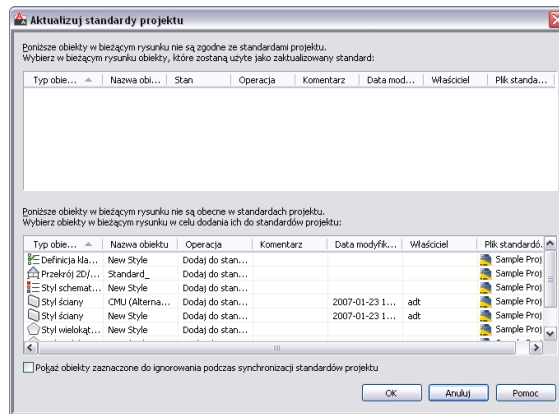 Aktualizuj standardy projektu
Poniższe obiekty w bieżącym rysunku nie są zgodne ze standardami projektu.
Wybierz w bieżącym rysunku obiekty, które zostaną użyte jako zaktualizowany standard:
Typ obie... Nazwa obi... Stan Operacja Komentarz Data mod... Właściciel Plik standa...
Poniższe obiekty w bieżącym rysunku nie są obecne w standardach projektu.
Wybierz obiekty w bieżącym rysunku w celu dodania ich do standardów projektu:
Typ obie... Nazwa obiektu Operacja Komentarz Data modyfik... Właściciel Plik standardó.
Definicja kla... New Style Dodaj do stan... Sample Proj
Przekrój 2D/... Standard_ Dodaj do stan... Sample Proj
Styl schemat... New Style Dodaj do stan... Sample Proj
Styl ściany CMU (Alterna... Dodaj do stan... 2007-01-23 1... adt Sample Proj
Styl ściany New Style Dodaj do stan... 2007-01-23 1... adt Sample Proj
Styl wielokąt... New Style Dodaj do stan... Sample Proj
Pokaż obiekty zaznaczone do ignorowania podczas synchronizacji standardów projektu
OK Anuluj Pomoc